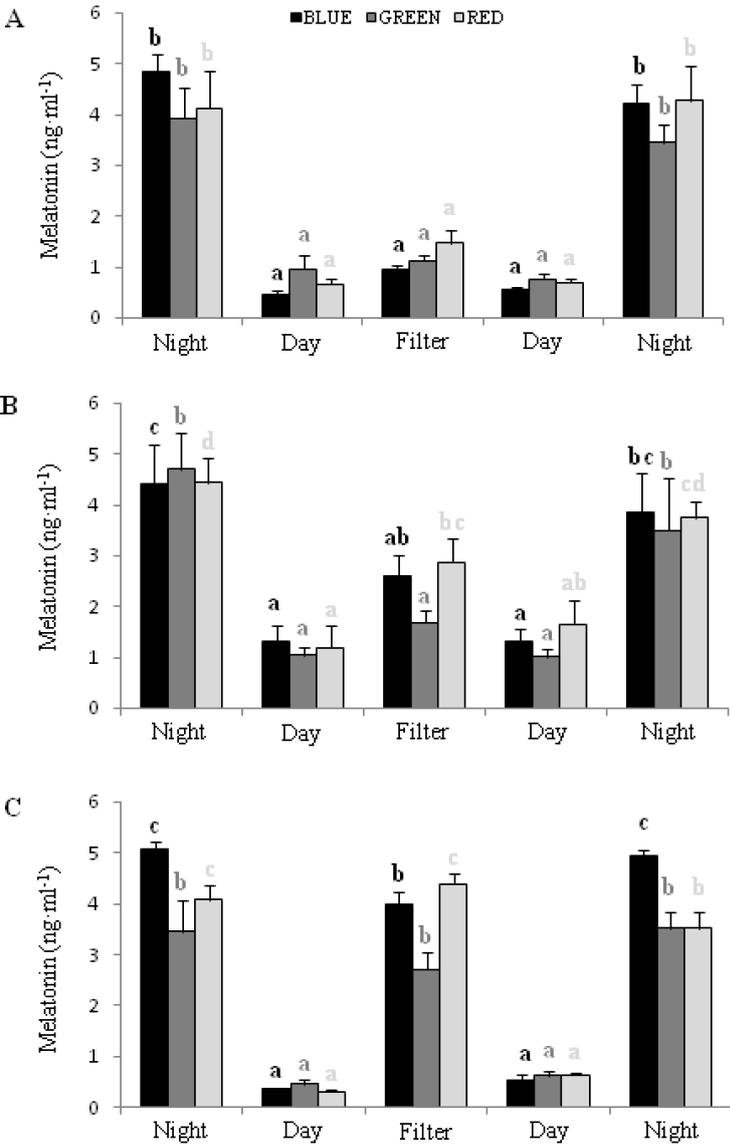 A
BLUE GREEN RED
Melatonin (ng·ml-1)
6
5
4
3
2
1
0
b b b
a a a
a a a
a a a
b b b
Night Day Filter Day Night
B
Melatonin (ng·ml-1)
6
5
4
3
2
1
0
c b d
a a a
ab a bc
a a ab
bc b cd
Night Day Filter Day Night
C
Melatonin (ng·ml-1)
6
5
4
3
2
1
0
c b c
a a a
b b c
a a a
c b b
Night Day Filter Day Night